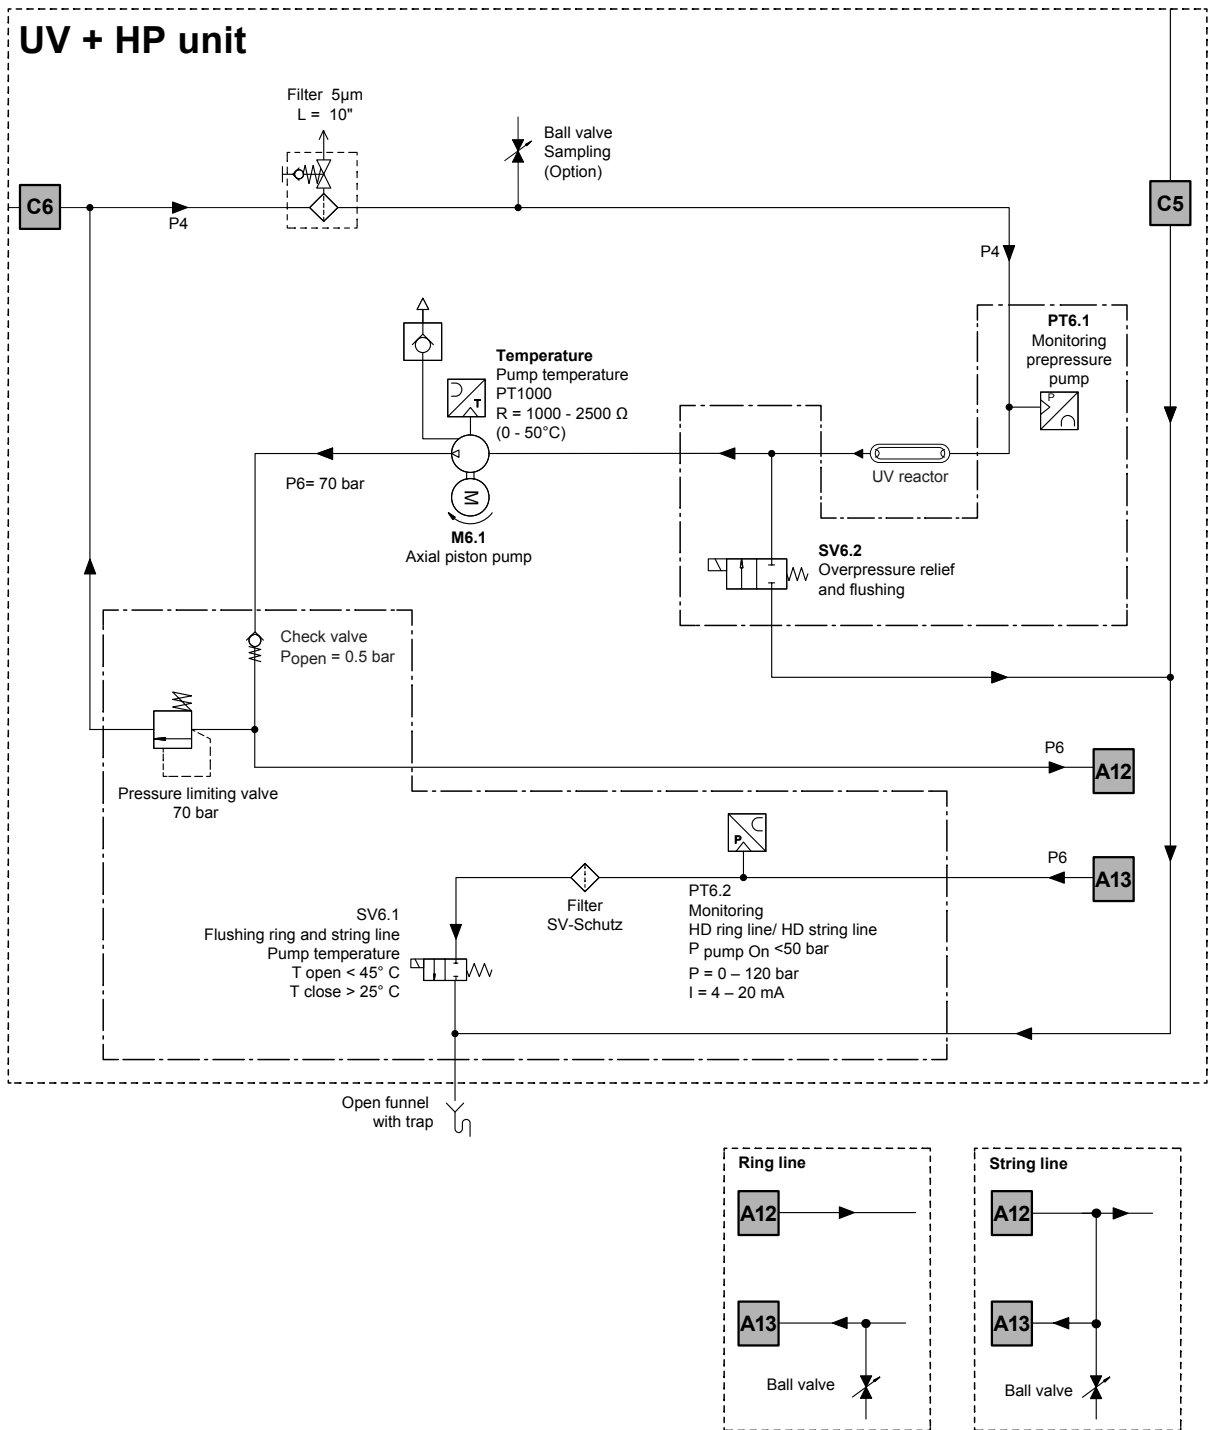 UV + HP unit
Filter 5µm
L = 10"
Ball valve
Sampling
(Option)
C6
P4
C5
P4
PT6.1
Monitoring
prepressure
pump
P
Temperature
Pump temperature
PT1000
R = 1000 - 2500 Ω
(0 - 50°C)
T
UV reactor
P6= 70 bar
M
M6.1
Axial piston pump
SV6.2
Overpressure relief
and flushing
Check valve
Popen = 0.5 bar
Pressure limiting valve
70 bar
P6
A12
P
P6
A13
Filter
SV-Schutz
PT6.2
Monitoring
HD ring line/ HD string line
P pump On <50 bar
P = 0 – 120 bar
I = 4 – 20 mA
SV6.1
Flushing ring and string line
Pump temperature
T open < 45° C
T close > 25° C
Open funnel
with trap
Ring line
A12
A13
Ball valve
String line
A12
A13
Ball valve